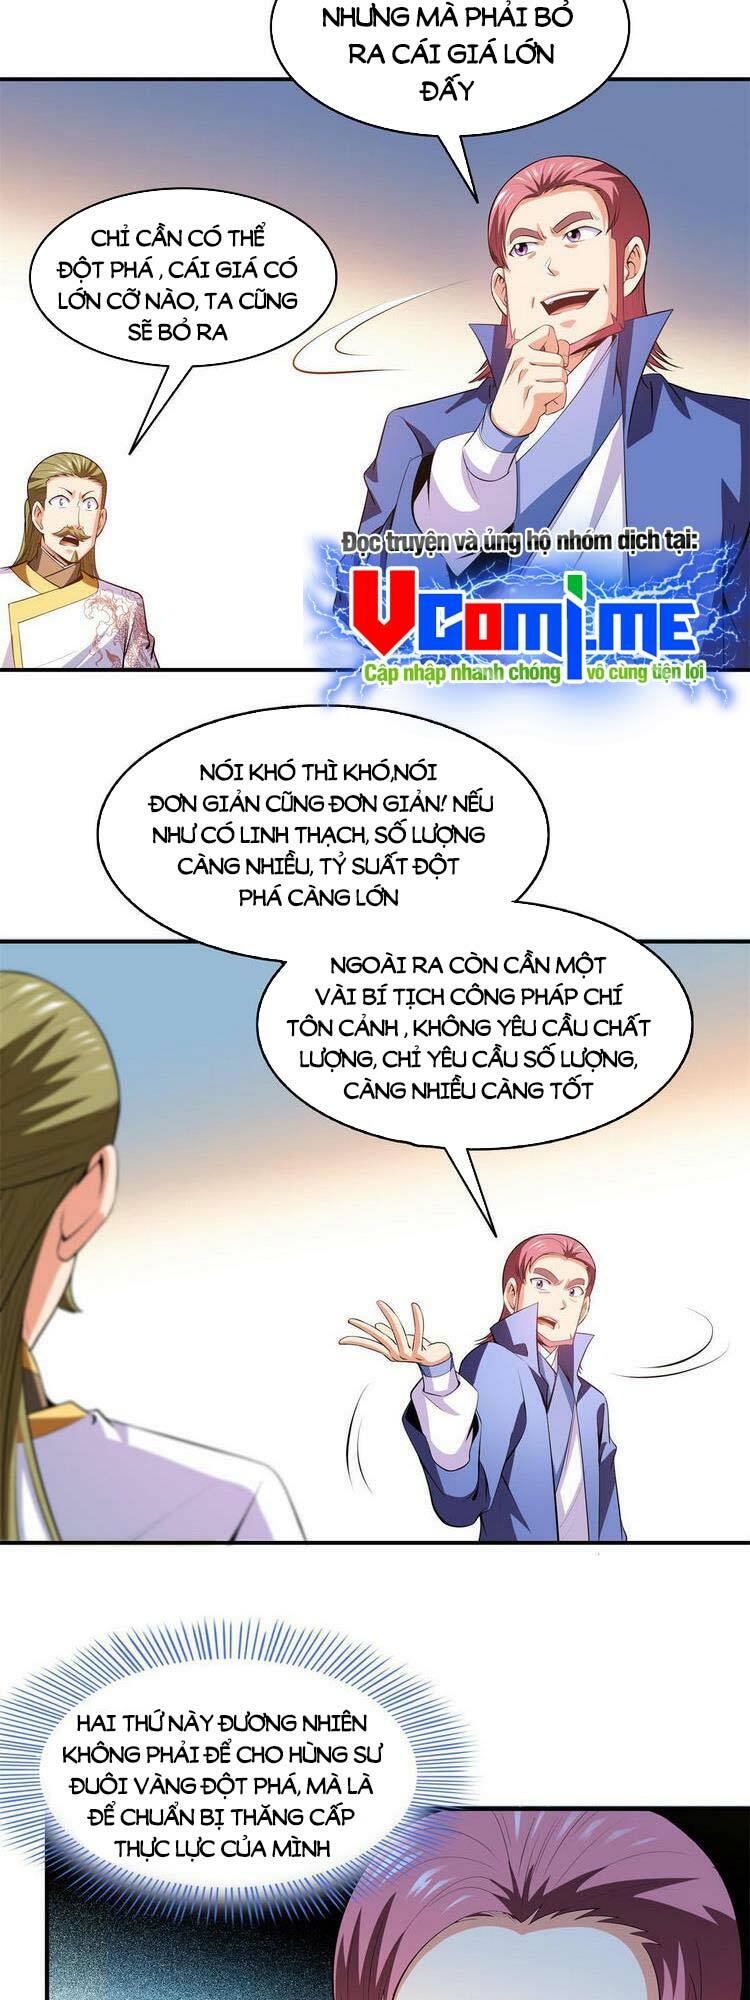 NHƯNG MÀ PHẢI BỎ
RA CÁI GIÁ LỚN
ĐẤY
CHỈ CẦN CÓ THỂ
ĐỘT PHÁ , CÁI GIÁ CÓ
LỚN CỠ NÀO, TA CŨNG
SẼ BỎ RA
Đọc truyện và ủng hộ nhóm dịch tại:
VComi.me
Cập nhập nhanh chóng vô cùng tiện lợi
NÓI KHÓ THÌ KHÓ,NÓI
ĐƠN GIẢN CŨNG ĐƠN GIẢN! NẾU
NHƯ CÓ LINH THẠCH, SỐ LƯỢNG
CÀNG NHIỀU, TỶ SUẤT ĐỘT
PHÁ CÀNG LỚN
NGOÀI RA CÒN CẦN MỘT
VÀI BÍ TỊCH CÔNG PHÁP CHÍ
TÔN CẢNH , KHÔNG YÊU CẦU CHẤT
LƯỢNG, CHỈ YÊU CẦU SỐ LƯỢNG,
CÀNG NHIỀU CÀNG TỐT
HAI THỨ NÀY ĐƯƠNG NHIÊN
KHÔNG PHẢI ĐỂ CHO HÙNG SƯ
ĐUÔI VÀNG ĐỘT PHÁ, MÀ LÀ
ĐỂ CHUẨN BỊ THĂNG CẤP
THỰC LỰC CỦA MÌNH